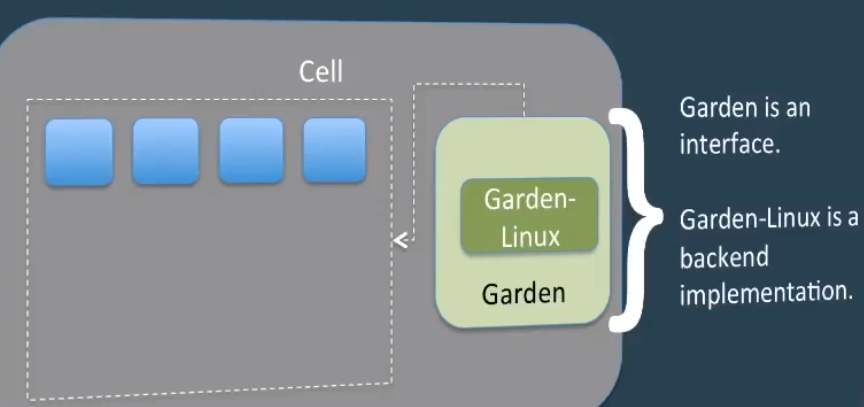 Cell
Garden-
Linux
Garden
Garden is an
interface.
Garden-Linux is a
backend
implementation.